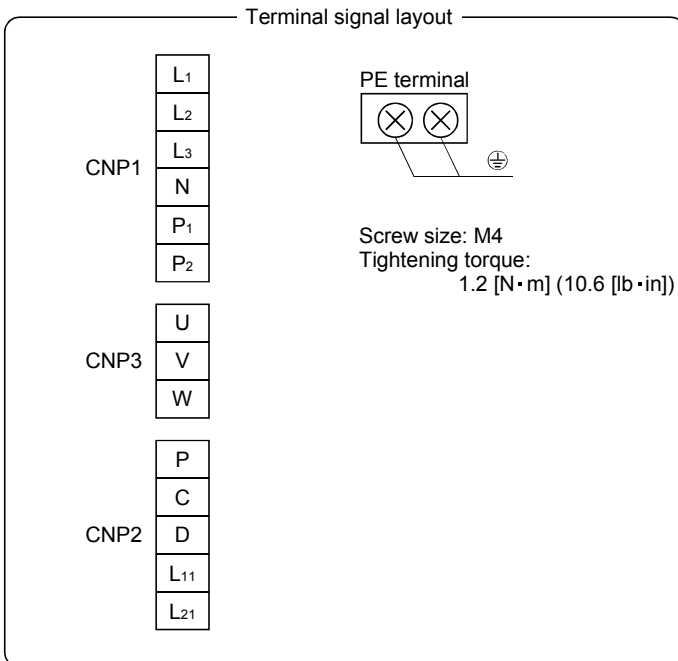 Terminal signal layout
CNP1
L1
L2
L3
N
P1
P2
PE terminal
Screw size: M4
Tightening torque:
1.2 [N▪m] (10.6 [lb▪in])
CNP3
U
V
W
CNP2
P
C
D
L11
L21